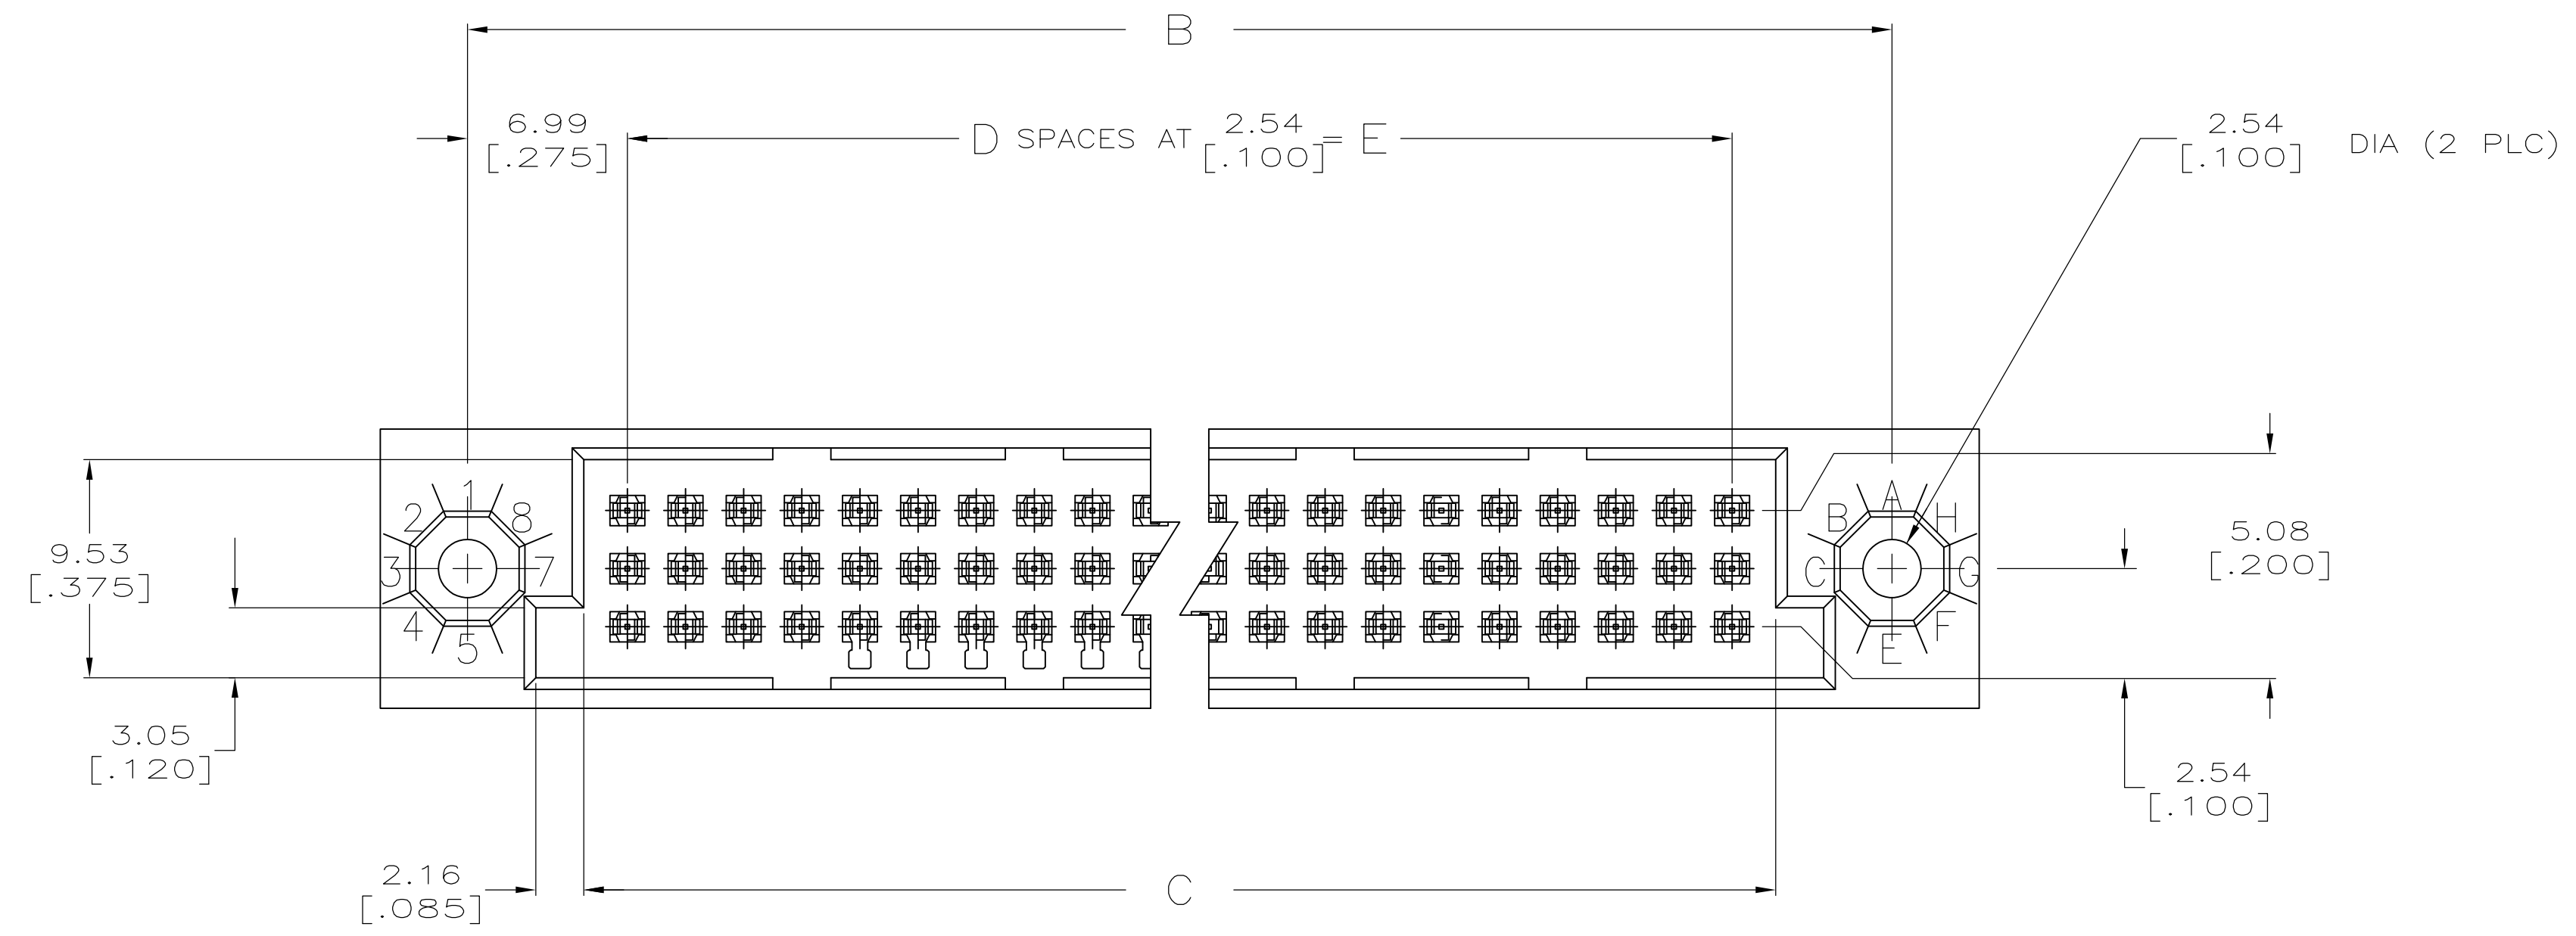 B
6.99
[.275]
D SPACES AT 2.54 = E
[.100]
2.54
[.100] DIA (2 PLC)
1
2
8
3
7
4
5
A
B
H
C
G
F
E
9.53
[.375]
5.08
[.200]
3.05
[.120]
2.54
[.100]
2.16
[.085]
C